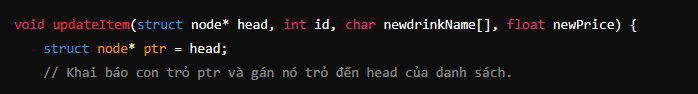 void updateItem(struct node* head, int id, char newdrinkName[], float newPrice) {
struct node* ptr = head;
// Khai báo con trỏ ptr và gán nó trỏ đến head của danh sách.